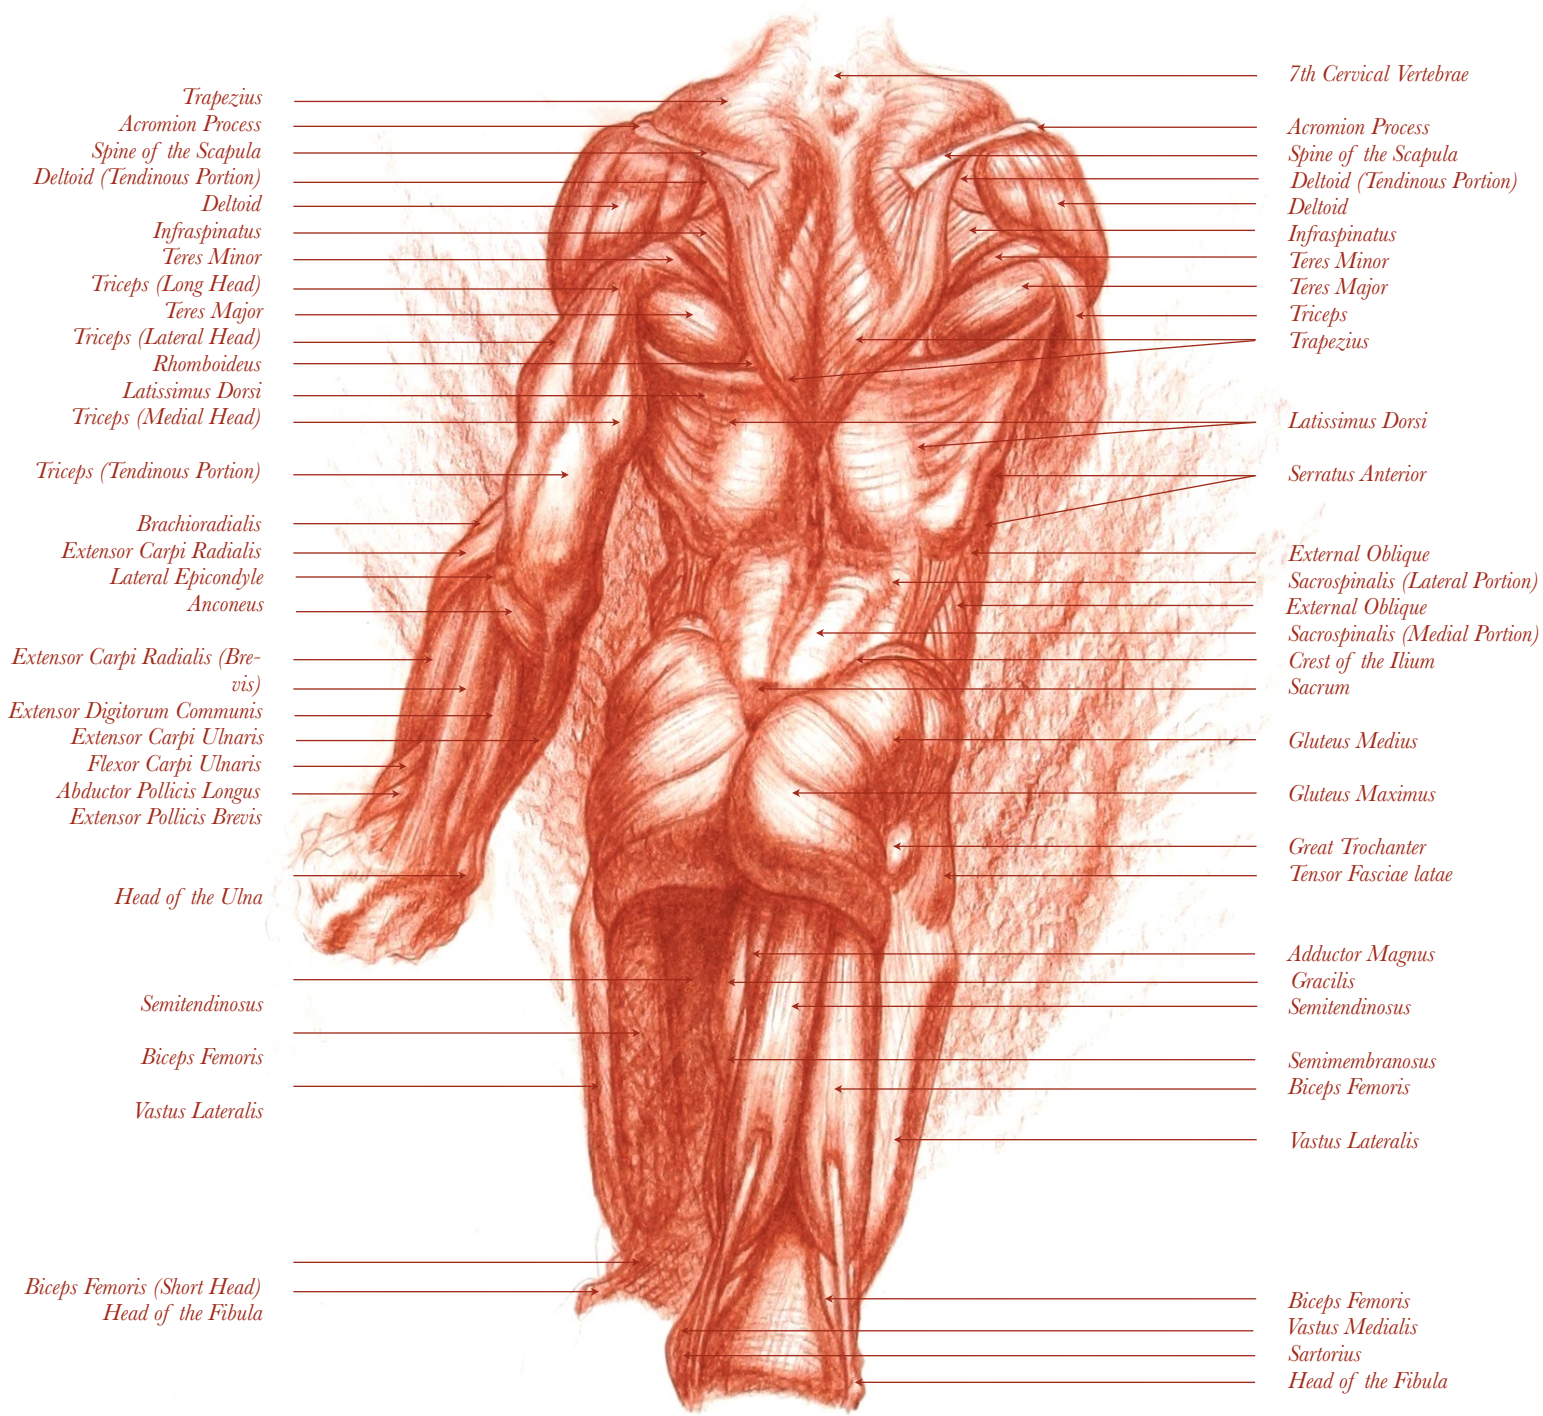 Trapezius
Acromion Process
Spine of the Scapula
Deltoid (Tendinous Portion)
Deltoid
Infraspinatus
Teres Minor
Triceps (Long Head)
Teres Major
Triceps (Lateral Head)
Rhomboideus
Latissimus Dorsi
Triceps (Medial Head)
Triceps (Tendinous Portion)
Brachioradialis
Extensor Carpi Radialis
Lateral Epicondyle
Anconeus
Extensor Carpi Radialis (Bre-
vis)
Extensor Digitorum Communis
Extensor Carpi Ulnaris
Flexor Carpi Ulnaris
Abductor Pollicis Longus
Extensor Pollicis Brevis
Head of the Ulna
Semitendinosus
Biceps Femoris
Vastus Lateralis
Biceps Femoris (Short Head)
Head of the Fibula
7th Cervical Vertebrae
Acromion Process
Spine of the Scapula
Deltoid (Tendinous Portion)
Deltoid
Infraspinatus
Teres Minor
Teres Major
Triceps
Trapezius
Latissimus Dorsi
Serratus Anterior
External Oblique
Sacrospinalis (Lateral Portion)
External Oblique
Sacrospinalis (Medial Portion)
Crest of the Ilium
Sacrum
Gluteus Medius
Gluteus Maximus
Great Trochanter
Tensor Fasciae latae
Adductor Magnus
Gracilis
Semitendinosus
Semimembranosus
Biceps Femoris
Vastus Lateralis
Biceps Femoris
Vastus Medialis
Sartorius
Head of the Fibula